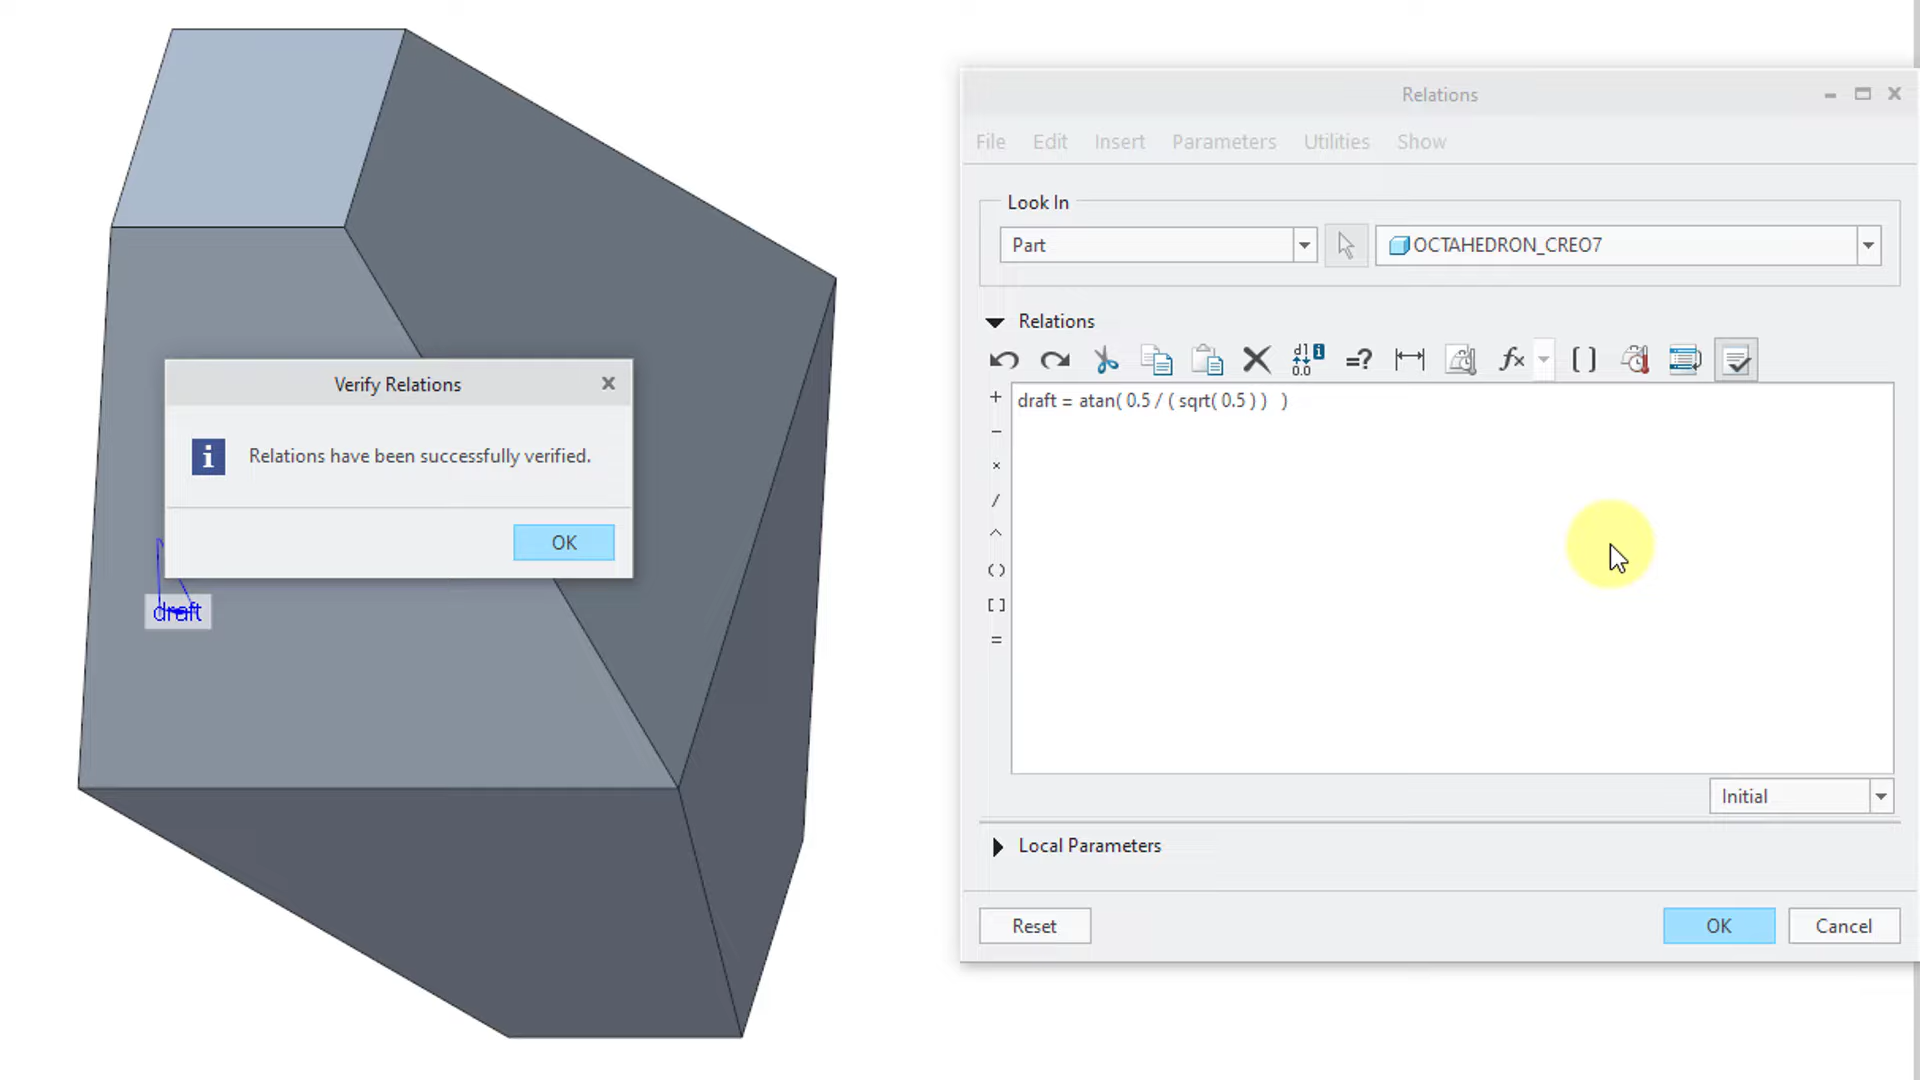 Relations
File Edit Insert Parameters Utilities Show
Look In
Part
OCTAHEDRON_CREO7
Relations
=? fx [ ]
+
−
×
/
^
( )
[ ]
=
draft = atan( 0.5 / ( sqrt( 0.5 ) )   )
Initial
Local Parameters
Reset
OK
Cancel
Verify Relations
Relations have been successfully verified.
OK
draft